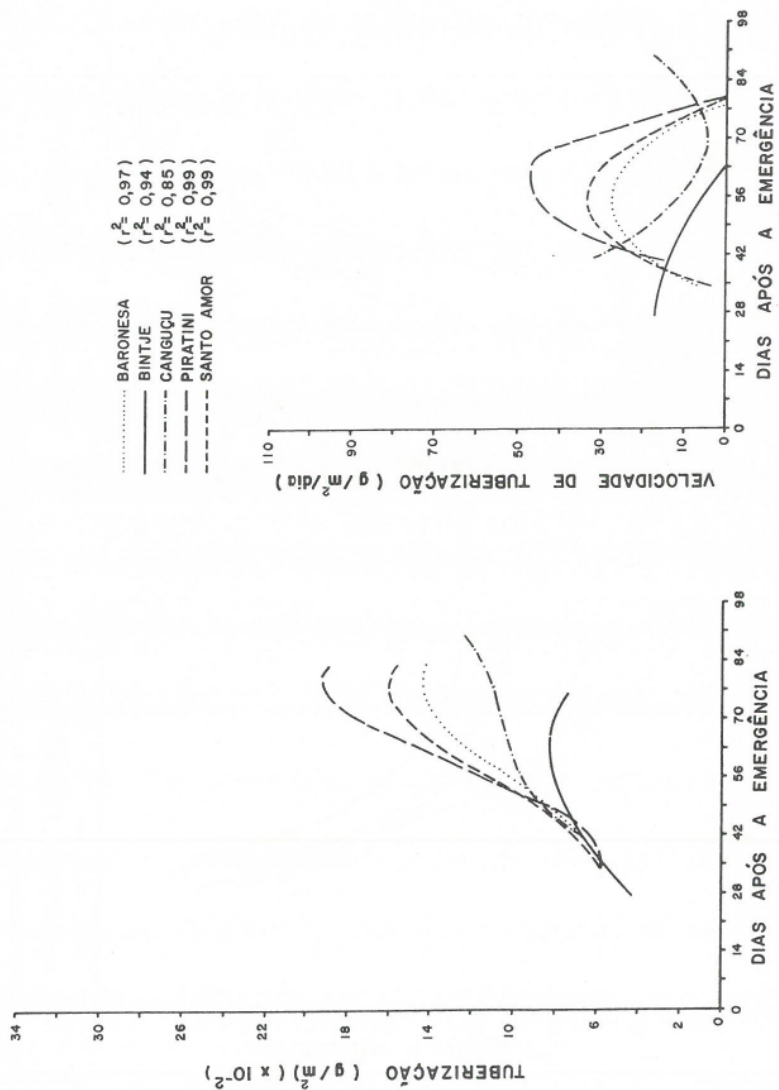 TUBERIZAÇÃO (g/m²) (x 10⁻²)
34
30
26
22
18
14
10
6
2
0
0 14 28 42 56 70 84 98
DIAS APÓS A EMERGÊNCIA
BARONESA (r²= 0,97)
BINTJE (r²= 0,94)
CANGUÇU (r²= 0,85)
PIRATINI (r²= 0,99)
SANTO AMOR (r²= 0,99)
VELOCIDADE DE TUBERIZAÇÃO (g/m²/dia)
110
90
70
50
30
10
0
0 14 28 42 56 70 84 98
DIAS APÓS A EMERGÊNCIA